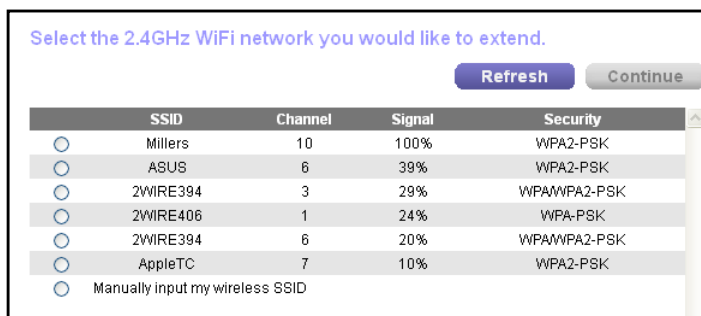 Select the 2.4GHz WiFi network you would like to extend.
Refresh Continue
SSID Channel Signal Security
Millers 10 100% WPA2-PSK
ASUS 6 39% WPA2-PSK
2WIRE394 3 29% WPA/WPA2-PSK
2WIRE406 1 24% WPA-PSK
2WIRE394 6 20% WPA/WPA2-PSK
AppleTC 7 10% WPA2-PSK
Manually input my wireless SSID